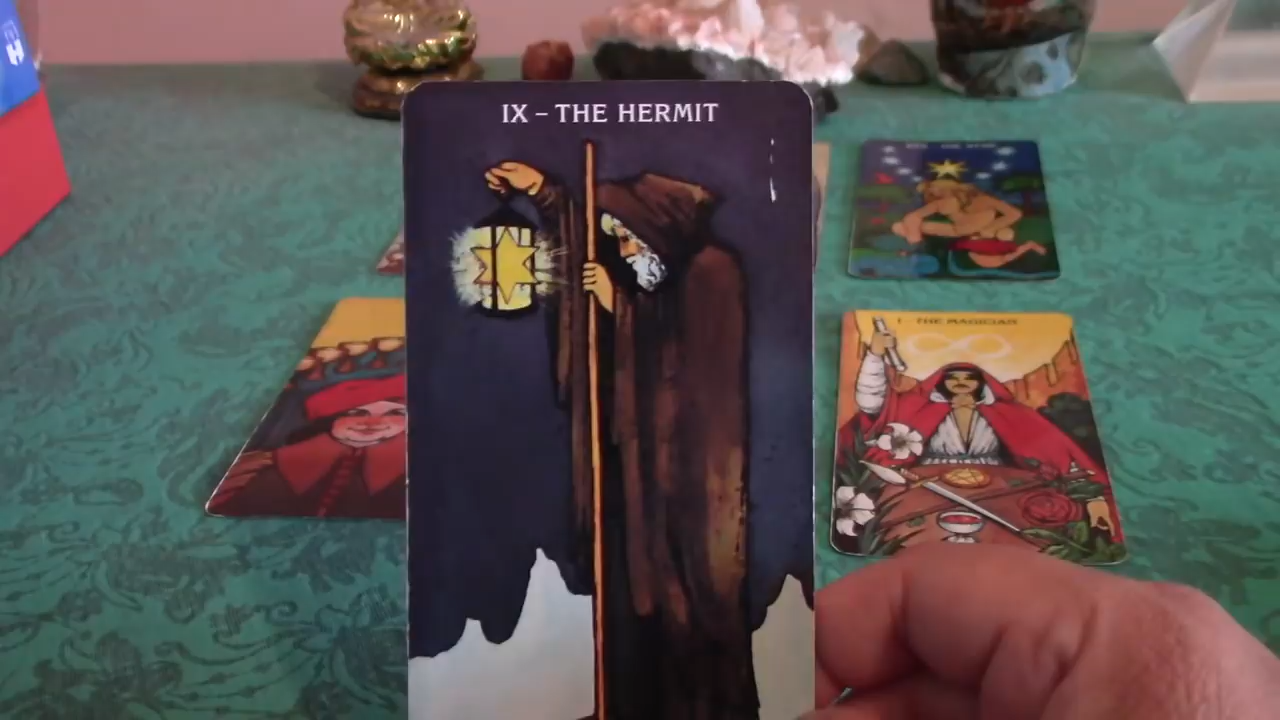 IX – THE HERMIT
I - THE MAGICIAN